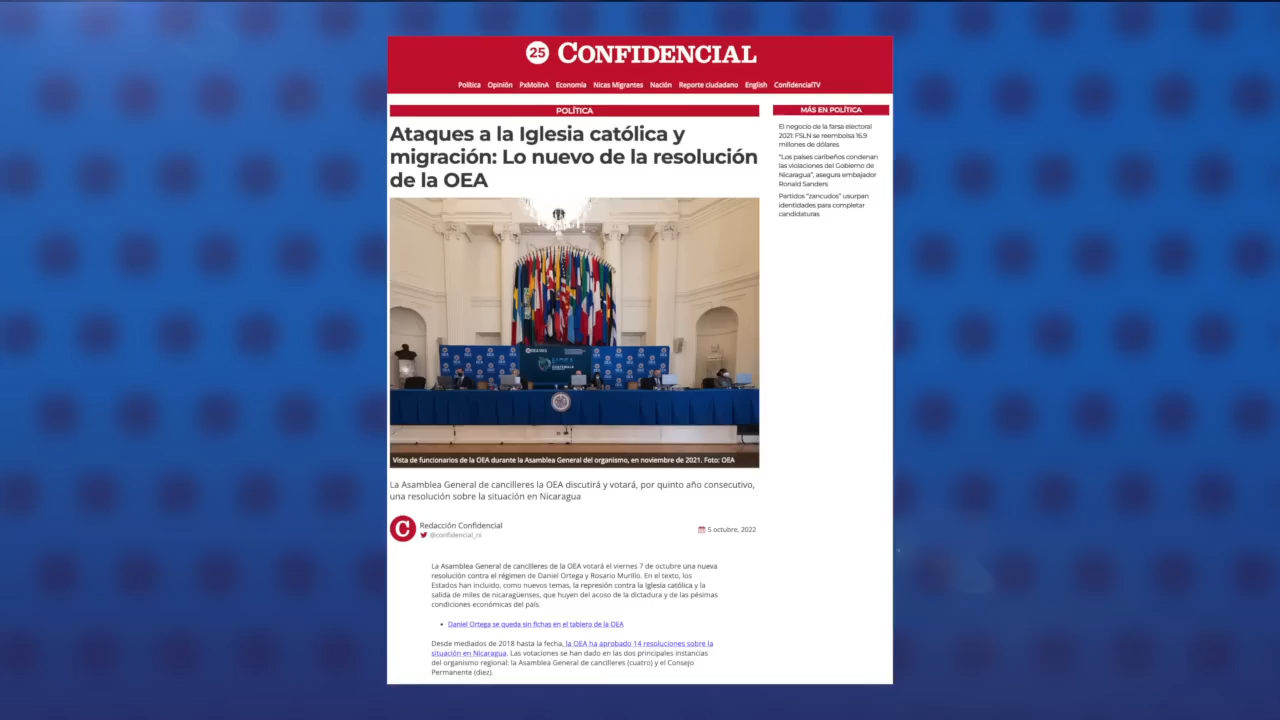 25 CONFIDENCIAL
Política Opinión PxMolinA Economía Nicas Migrantes Nación Reporte ciudadano English ConfidencialTV
POLÍTICA
Ataques a la Iglesia católica y
migración: Lo nuevo de la resolución
de la OEA
Vista de funcionarios de la OEA durante la Asamblea General del organismo, en noviembre de 2021. Foto: OEA
La Asamblea General de cancilleres la OEA discutirá y votará, por quinto año consecutivo,
una resolución sobre la situación en Nicaragua
C
Redacción Confidencial
@confidencial_ni
5 octubre, 2022
La Asamblea General de cancilleres de la OEA votará el viernes 7 de octubre una nueva
resolución contra el régimen de Daniel Ortega y Rosario Murillo. En el texto, los
Estados han incluido, como nuevos temas, la represión contra la Iglesia católica y la
salida de miles de nicaragüenses, que huyen del acoso de la dictadura y de las pésimas
condiciones económicas del país.
• Daniel Ortega se queda sin fichas en el tablero de la OEA
Desde mediados de 2018 hasta la fecha, la OEA ha aprobado 14 resoluciones sobre la
situación en Nicaragua. Las votaciones se han dado en las dos principales instancias
del organismo regional: la Asamblea General de cancilleres (cuatro) y el Consejo
Permanente (diez).
MÁS EN POLÍTICA
El negocio de la farsa electoral
2021: FSLN se reembolsa 16.9
millones de dólares
“Los países caribeños condenan
las violaciones del Gobierno de
Nicaragua”, asegura embajador
Ronald Sanders
Partidos “zancudos” usurpan
identidades para completar
candidaturas